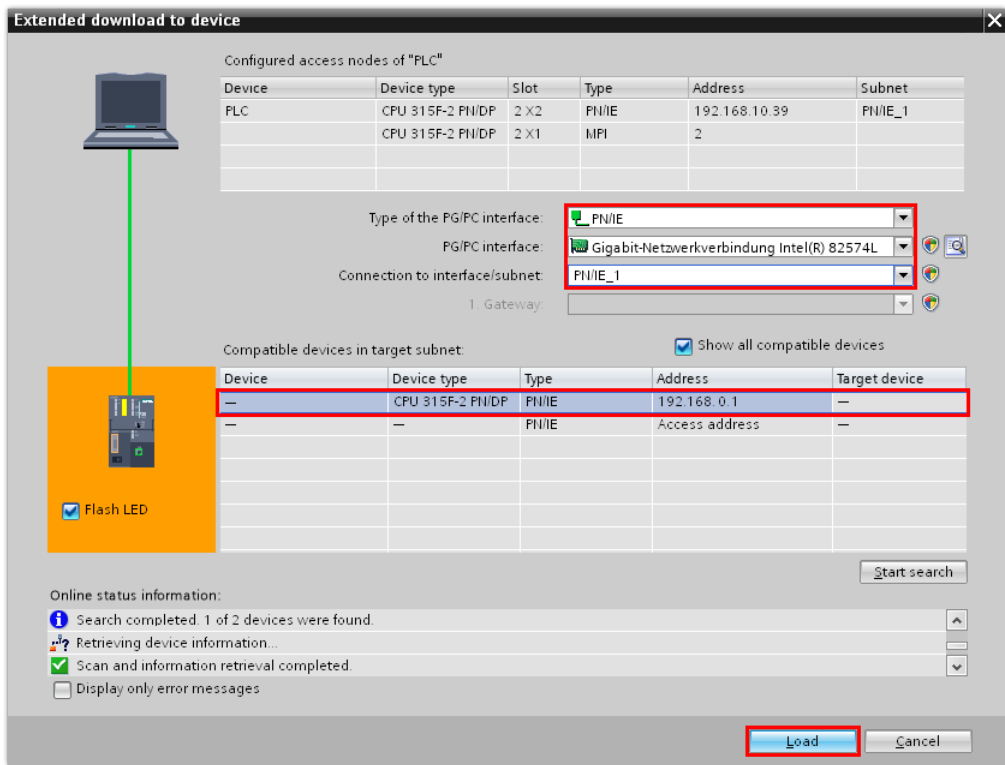 Extended download to device
Configured access nodes of "PLC"
Device Device type Slot Type Address Subnet
PLC CPU 315F-2 PN/DP 2 X2 PN/IE 192.168.10.39 PN/IE_1
CPU 315F-2 PN/DP 2 X1 MPI 2
Type of the PG/PC interface: PN/IE
PG/PC interface: Gigabit-Netzwerkverbindung Intel(R) 82574L
Connection to interface/subnet: PN/IE_1
1. Gateway:
Compatible devices in target subnet: Show all compatible devices
Device Device type Type Address Target device
— CPU 315F-2 PN/DP PN/IE 192.168.0.1 —
— — PN/IE Access address —
Flash LED
Start search
Online status information:
Search completed. 1 of 2 devices were found.
Retrieving device information...
Scan and information retrieval completed.
Display only error messages
Load Cancel